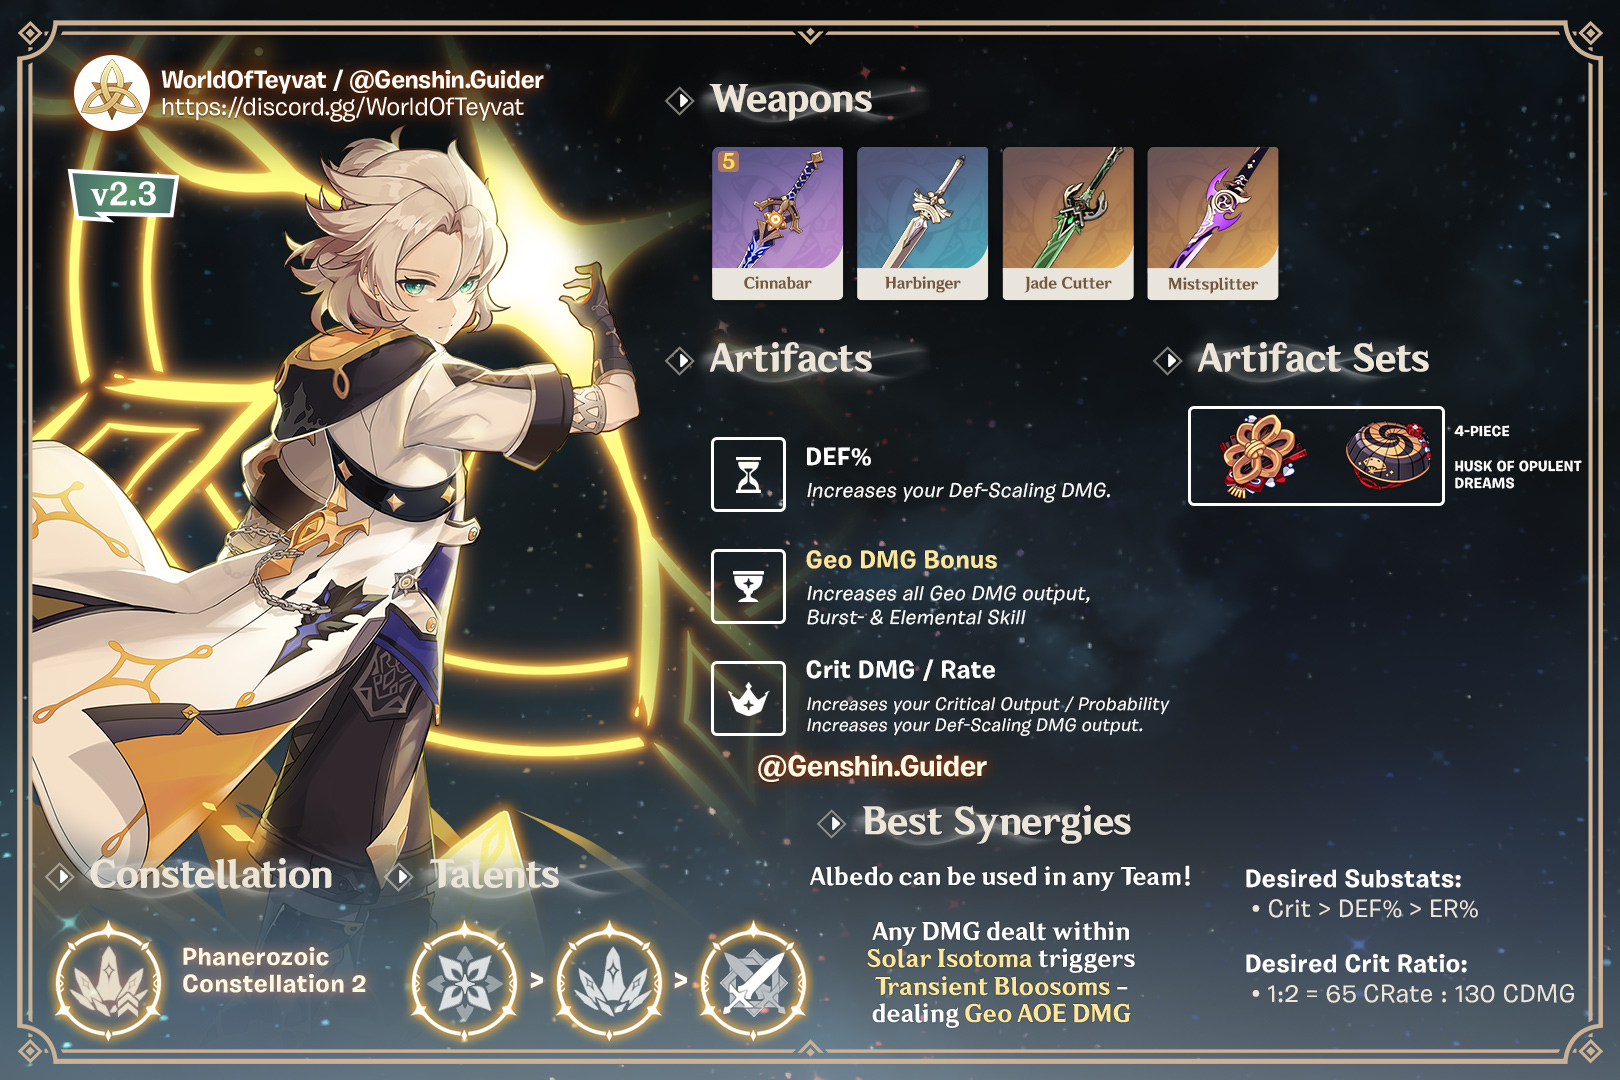 WorldOfTeyvat / @Genshin.Guider
https://discord.gg/WorldOfTeyvat
v2.3
Weapons
5
Cinnabar
Harbinger
Jade Cutter
Mistsplitter
Artifacts
DEF%
Increases your Def-Scaling DMG.
Geo DMG Bonus
Increases all Geo DMG output,
Burst- & Elemental Skill
Crit DMG / Rate
Increases your Critical Output / Probability
Increases your Def-Scaling DMG output.
@Genshin.Guider
Artifact Sets
4-PIECE
HUSK OF OPULENT
DREAMS
Constellation
Phanerozoic
Constellation 2
Talents
>
>
Best Synergies
Albedo can be used in any Team!
Any DMG dealt within
Solar Isotoma triggers
Transient Bloosoms -
dealing Geo AOE DMG
Desired Substats:
• Crit > DEF% > ER%
Desired Crit Ratio:
• 1:2 = 65 CRate : 130 CDMG